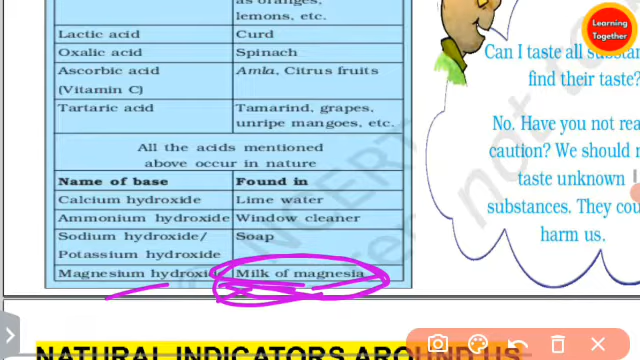 as oranges,
lemons, etc.
Lactic acid Curd
Oxalic acid Spinach
Ascorbic acid Amla, Citrus fruits
(Vitamin C)
Tartaric acid Tamarind, grapes,
unripe mangoes, etc.
All the acids mentioned
above occur in nature
Name of base Found in
Calcium hydroxide Lime water
Ammonium hydroxide Window cleaner
Sodium hydroxide/ Soap
Potassium hydroxide
Magnesium hydroxide Milk of magnesia
Learning
Together
Can I taste all substan
find their taste?
No. Have you not rea
caution? We should n
taste unknown
substances. They cou
harm us.
NCERT
not to
NATURAL INDICATORS AROUND US